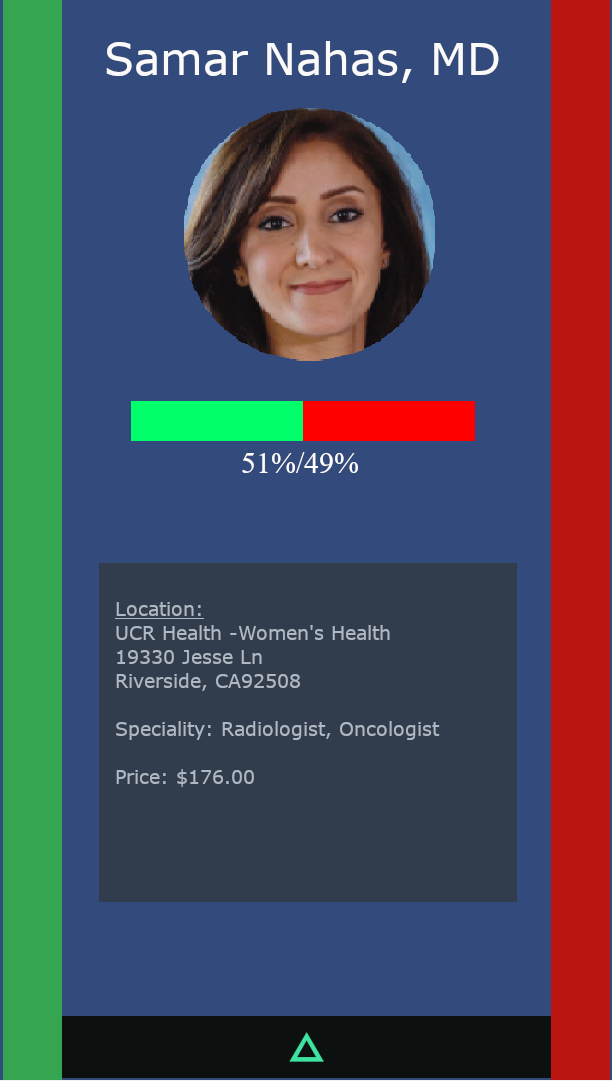 Samar Nahas, MD
51%/49%
Location:
UCR Health -Women's Health
19330 Jesse Ln
Riverside, CA92508
Speciality: Radiologist, Oncologist
Price: $176.00